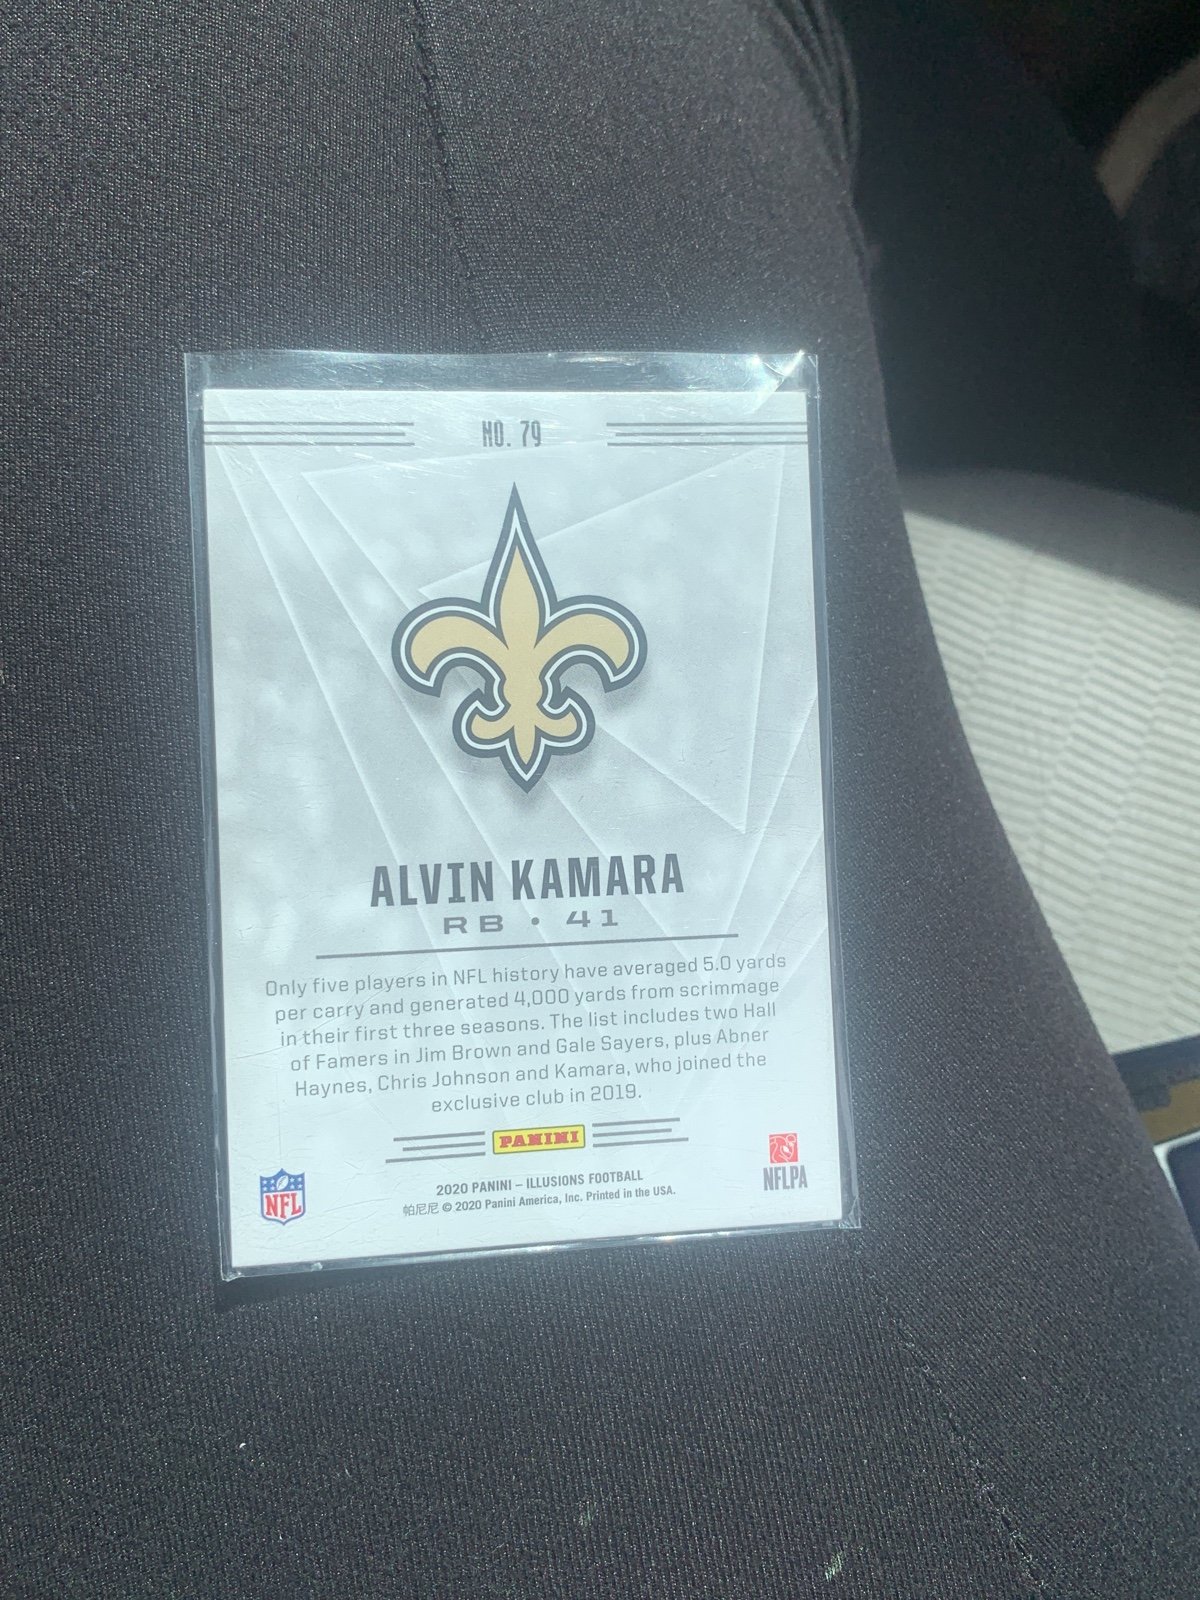 NO. 79
ALVIN KAMARA
RB • 41
Only five players in NFL history have averaged 5.0 yards
per carry and generated 4,000 yards from scrimmage
in their first three seasons. The list includes two Hall
of Famers in Jim Brown and Gale Sayers, plus Abner
Haynes, Chris Johnson and Kamara, who joined the
exclusive club in 2019.
PANINI
NFL
2020 PANINI – ILLUSIONS FOOTBALL
帕尼尼 © 2020 Panini America, Inc. Printed in the USA.
NFLPA